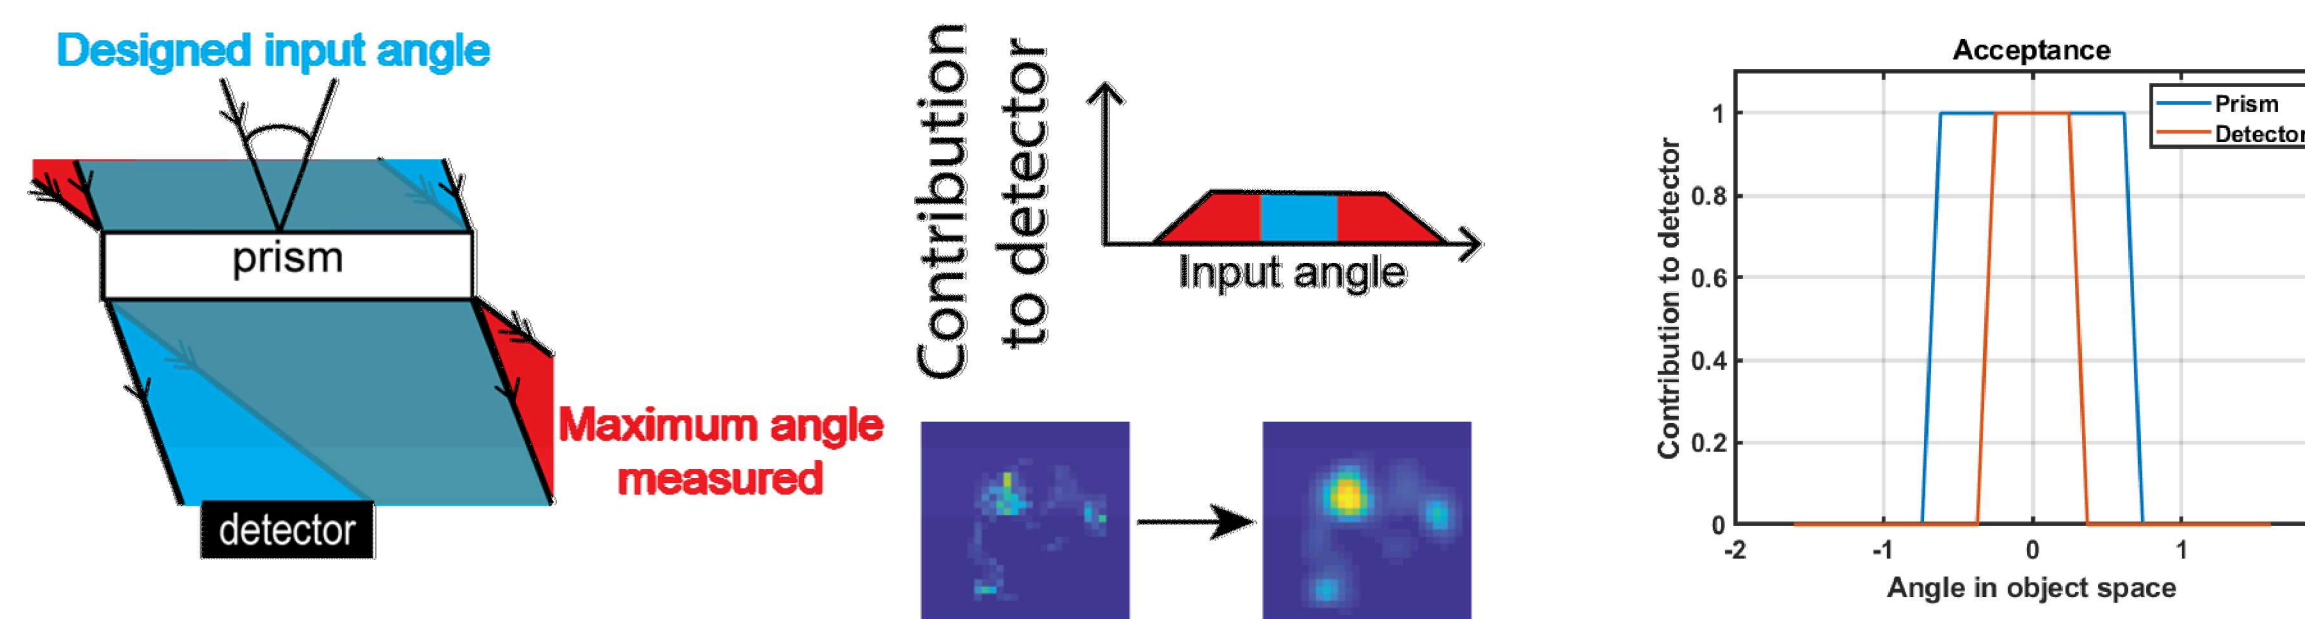 Designed input angle
prism
Maximum angle
measured
detector
Contribution
to detector
Input angle
Acceptance
Prism
Detector
Contribution to detector
1
0.8
0.6
0.4
0.2
0
-2
-1
0
1
Angle in object space